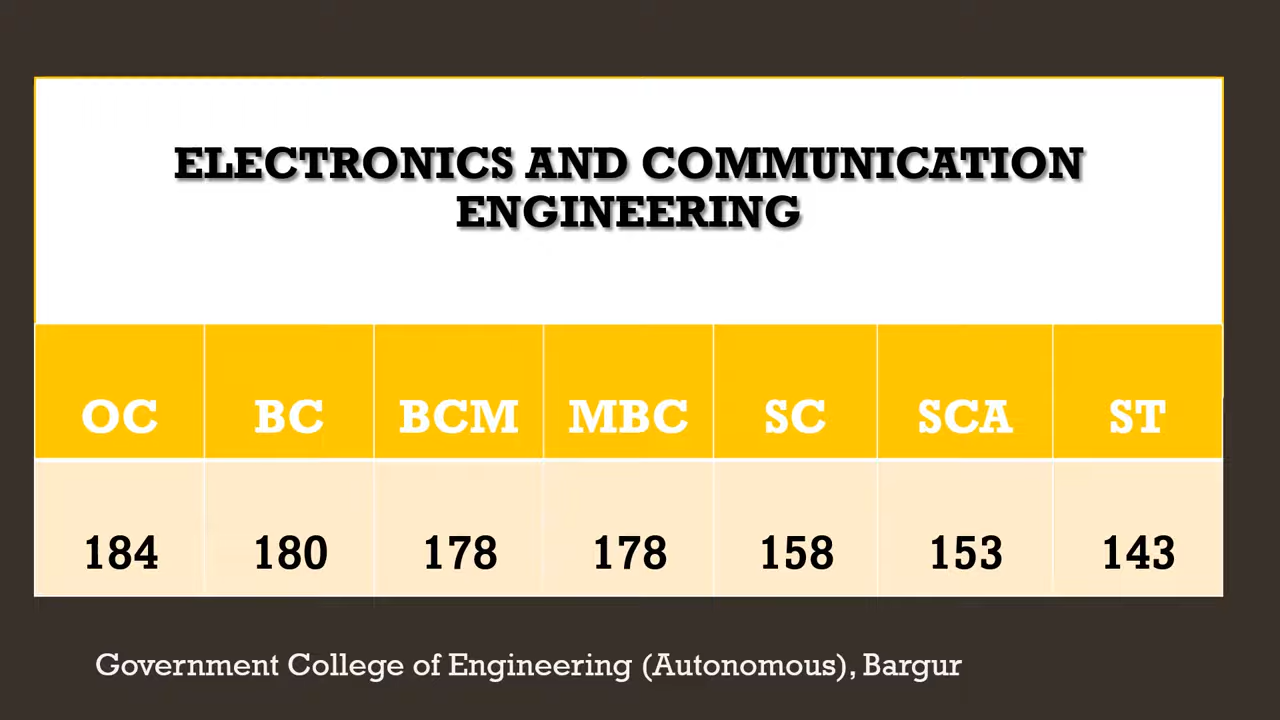 ELECTRONICS AND COMMUNICATION
ENGINEERING
OC BC BCM MBC SC SCA ST
184 180 178 178 158 153 143
Government College of Engineering (Autonomous), Bargur